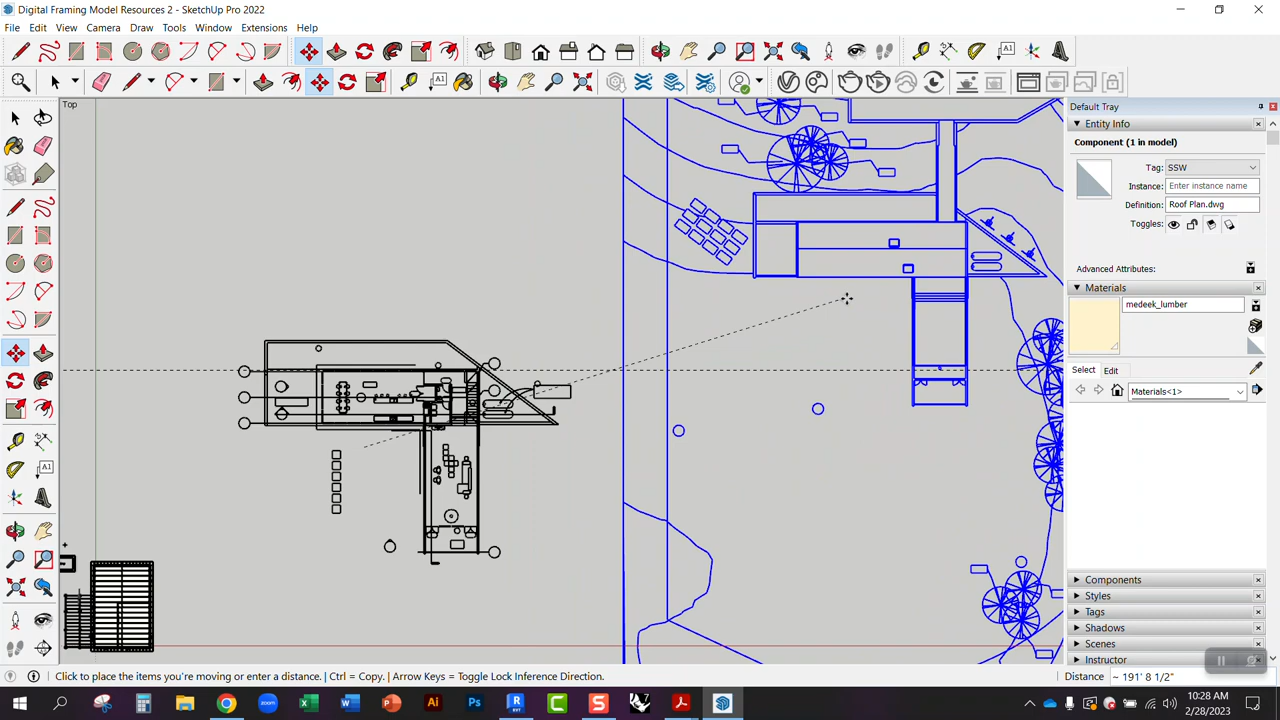 Digital Framing Model Resources 2 - SketchUp Pro 2022
File Edit View Camera Draw Tools Window Extensions Help
Top
Default Tray
Entity Info
Component (1 in model)
Tag: SSW
Instance: Enter instance name
Definition: Roof Plan.dwg
Toggles:
Advanced Attributes:
Materials
medeek_lumber
Select Edit
Materials<1>
Components
Styles
Tags
Shadows
Scenes
Instructor
Click to place the items you're moving or enter a distance. | Ctrl = Copy. | Arrow Keys = Toggle Lock Inference Direction.
Distance ~ 191' 8 1/2"
10:28 AM
2/28/2023